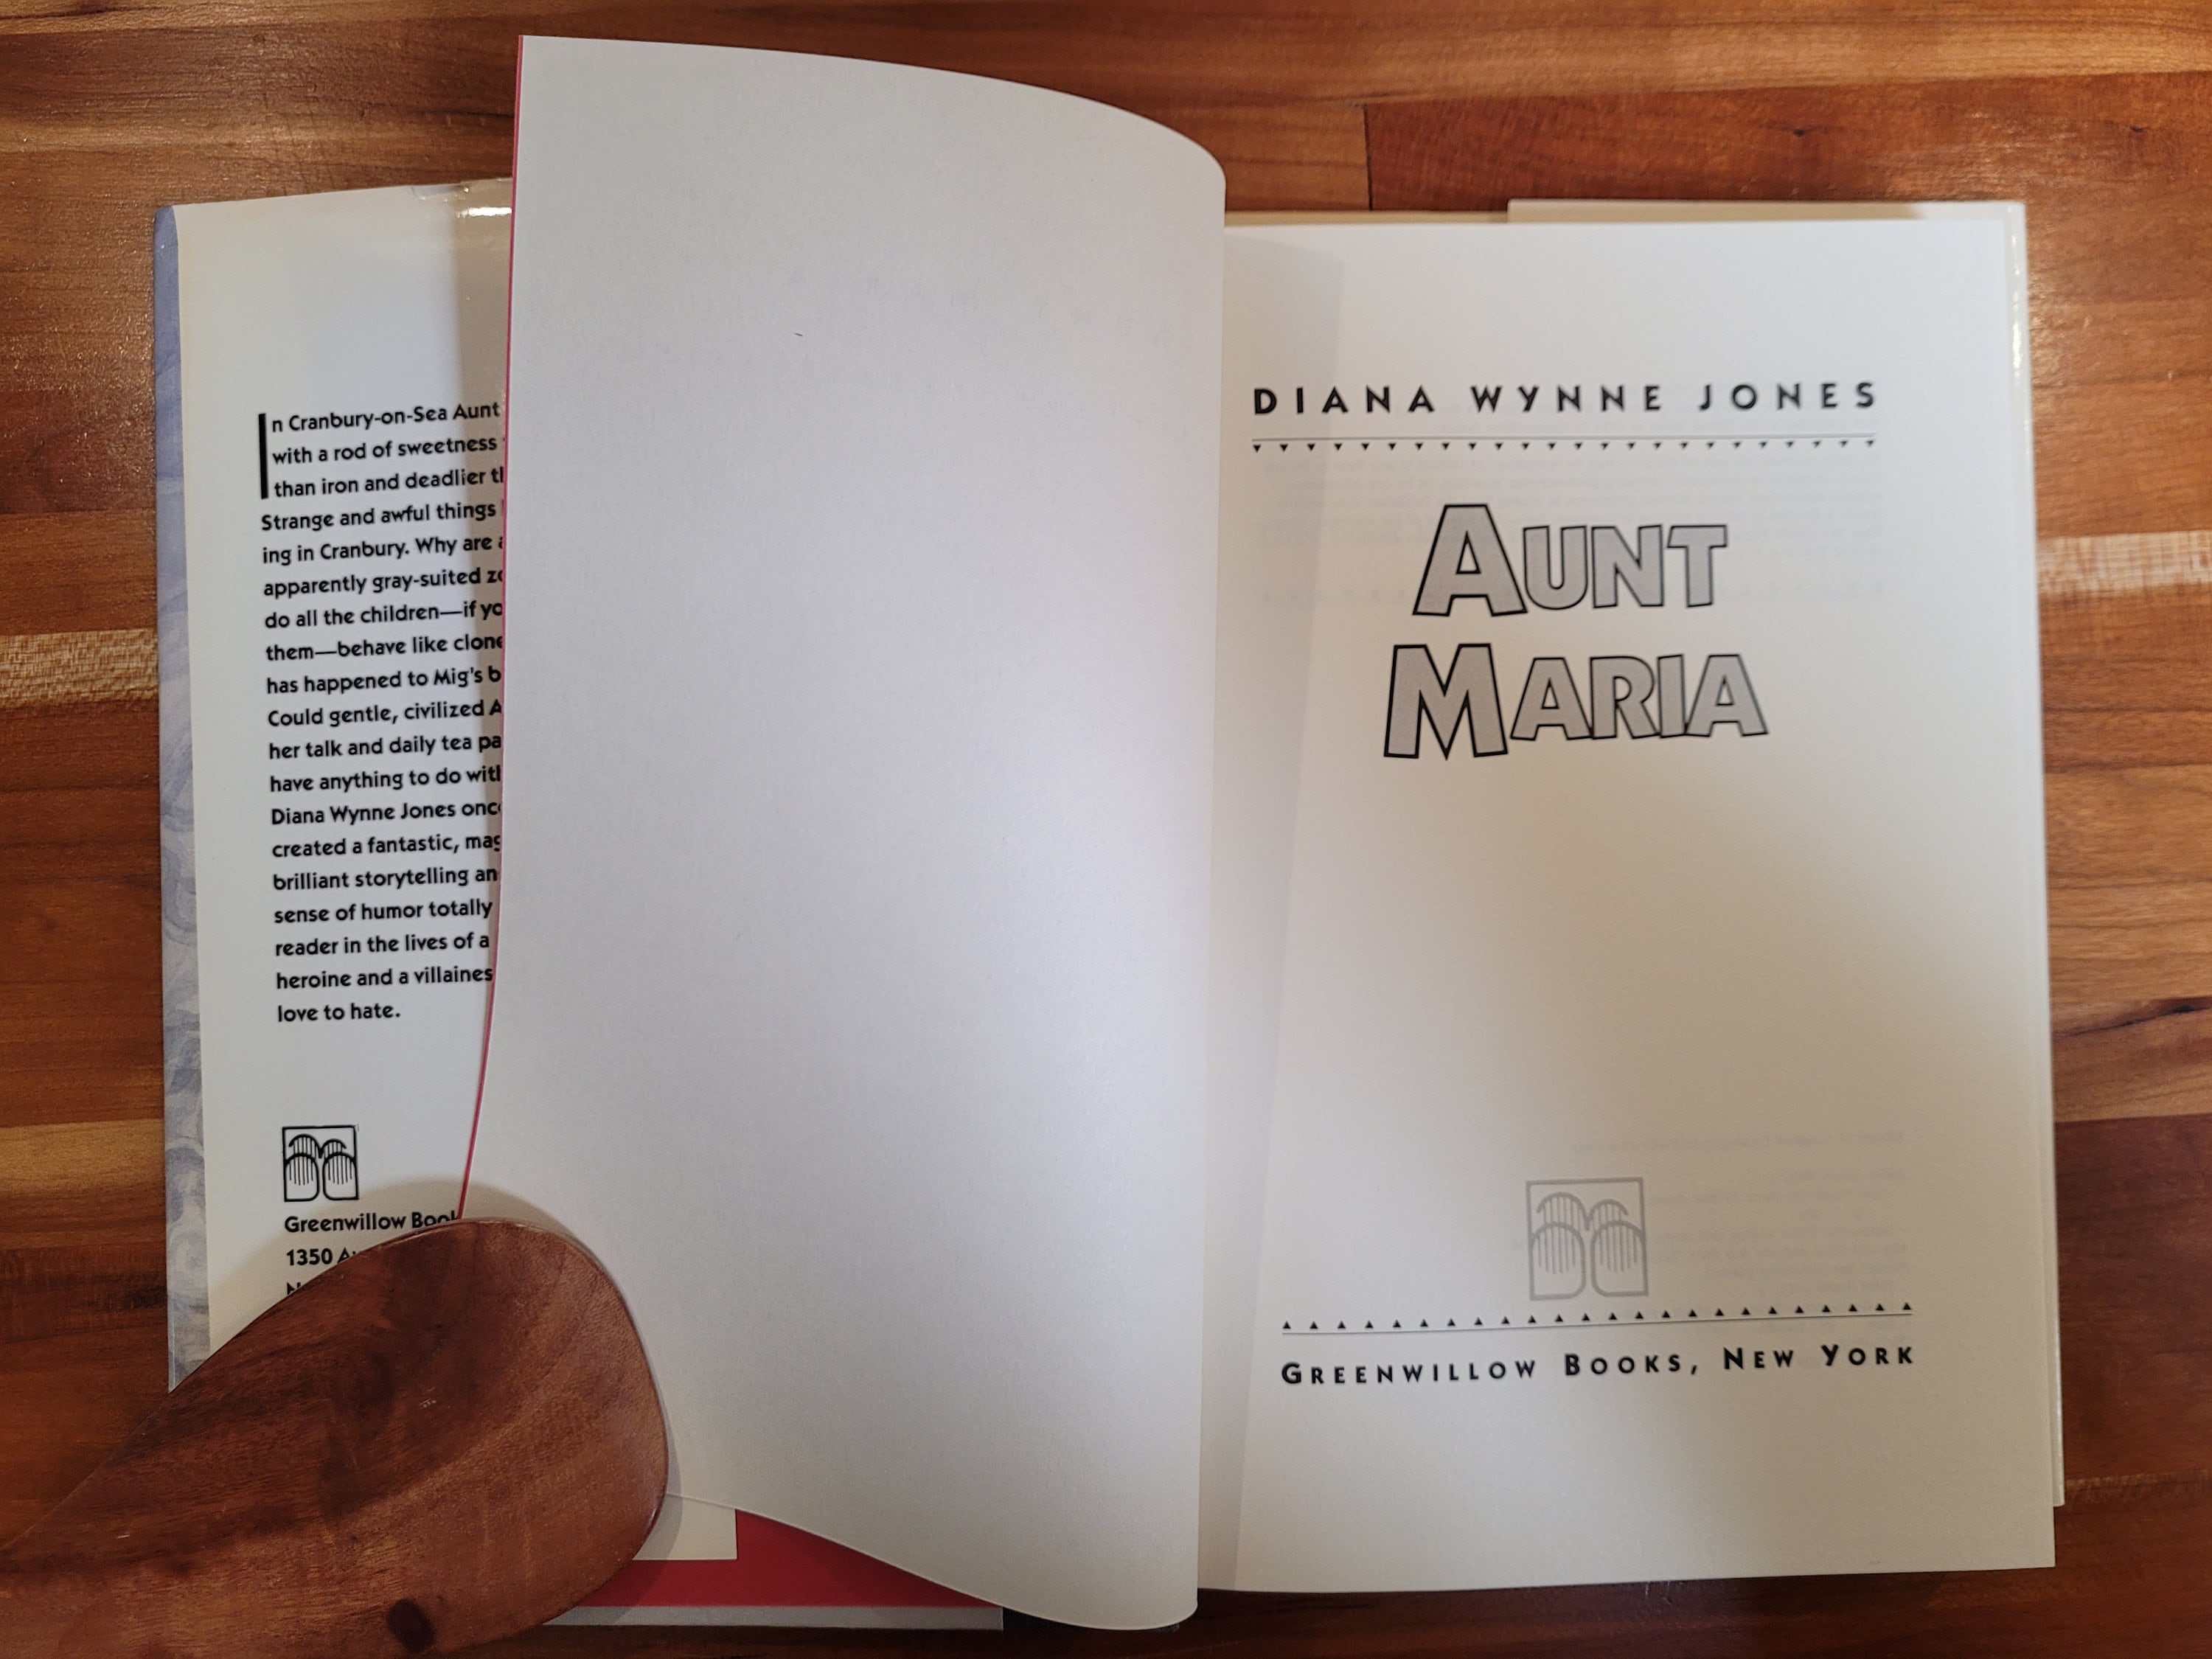 In Cranbury-on-Sea Aunt
with a rod of sweetness
than iron and deadlier
Strange and awful things
ing in Cranbury. Why are
apparently gray-suited
do all the children—if
them—behave like
has happened to Mig's
Could gentle, civilized
her talk and daily tea
have anything to do
Diana Wynne Jones
created a fantastic,
brilliant storytelling
sense of humor totally
reader in the lives of a
heroine and a
love to hate.
Greenwillow
1350
DIANA WYNNE JONES
AUNT
MARIA
GREENWILLOW BOOKS, NEW YORK